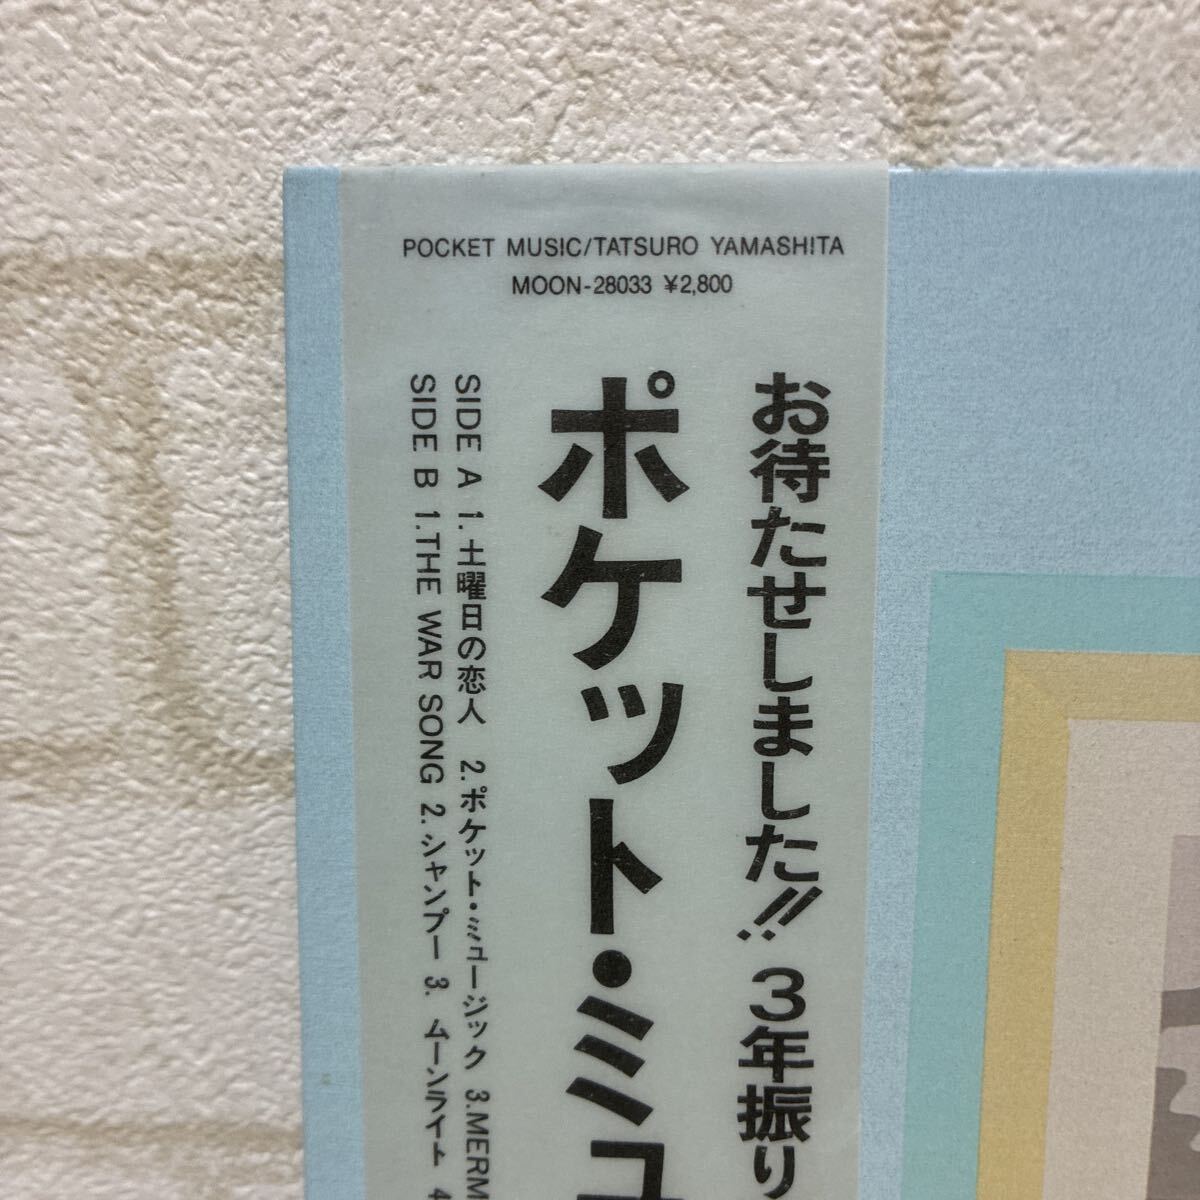 POCKET MUSIC/TATSURO YAMASHITA
MOON-28033 ¥2,800
お待たせしました!! 3年振り
ポケット・ミュ
SIDE A 1.土曜日の恋人 2.ポケット・ミュージック 3.MERM
SIDE B 1.THE WAR SONG 2.シャンプー 3. ムーンライト 4